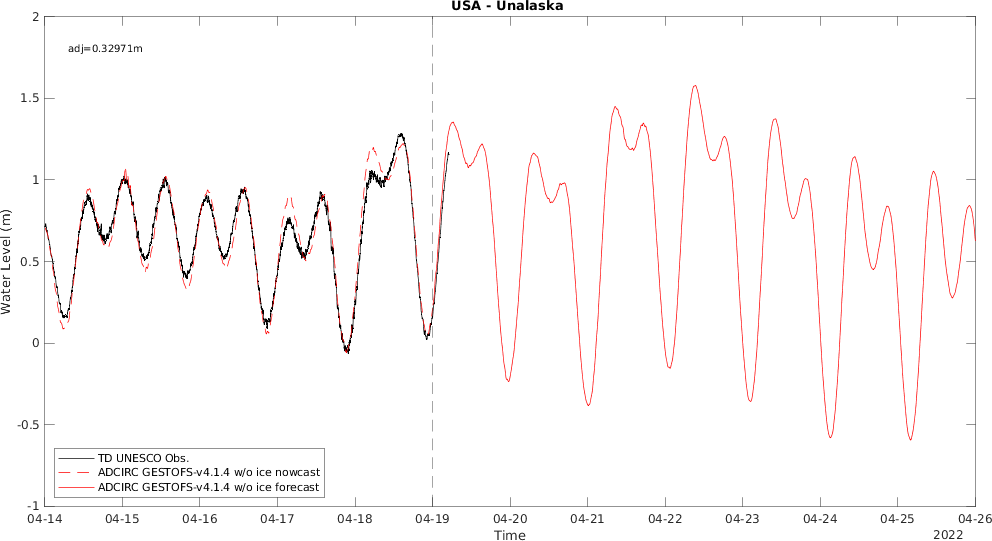 USA - Unalaska
adj=0.32971m
Water Level (m)
2
1.5
1
0.5
0
-0.5
-1
TD UNESCO Obs.
ADCIRC GESTOFS-v4.1.4 w/o ice nowcast
ADCIRC GESTOFS-v4.1.4 w/o ice forecast
04-14 04-15 04-16 04-17 04-18 04-19 04-20 04-21 04-22 04-23 04-24 04-25 04-26
Time
2022